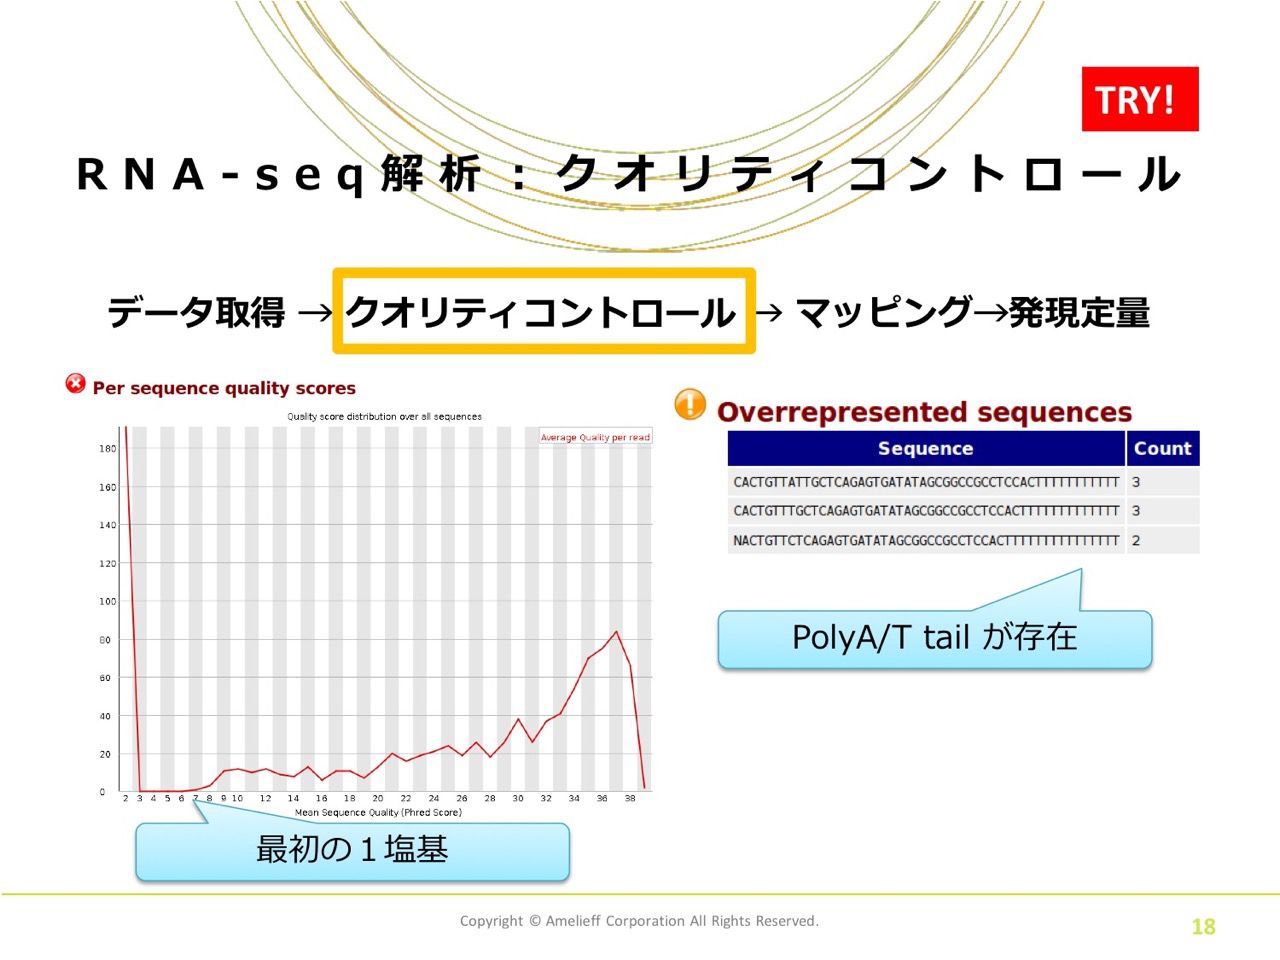 TRY!
RNA-seq解析：クオリティコントロール
データ取得 → クオリティコントロール → マッピング→発現定量
Per sequence quality scores
Quality score distribution over all sequences
Average Quality per read
180
160
140
120
100
80
60
40
20
0
2 3 4 5 6 7 8 9 10 12 14 16 18 20 22 24 26 28 30 32 34 36 38
Mean Sequence Quality (Phred Score)
最初の１塩基
Overrepresented sequences
Sequence Count
CACTGTTATTGCTCAGAGTGATATAGCGGCCGCCTCCACTTTTTTTTTTT 3
CACTGTTTGCTCAGAGTGATATAGCGGCCGCCTCCACTTTTTTTTTTTTT 3
NACTGTTCTCAGAGTGATATAGCGGCCGCCTCCACTTTTTTTTTTTTTTT 2
PolyA/T tail が存在
Copyright © Amelieff Corporation All Rights Reserved.
18